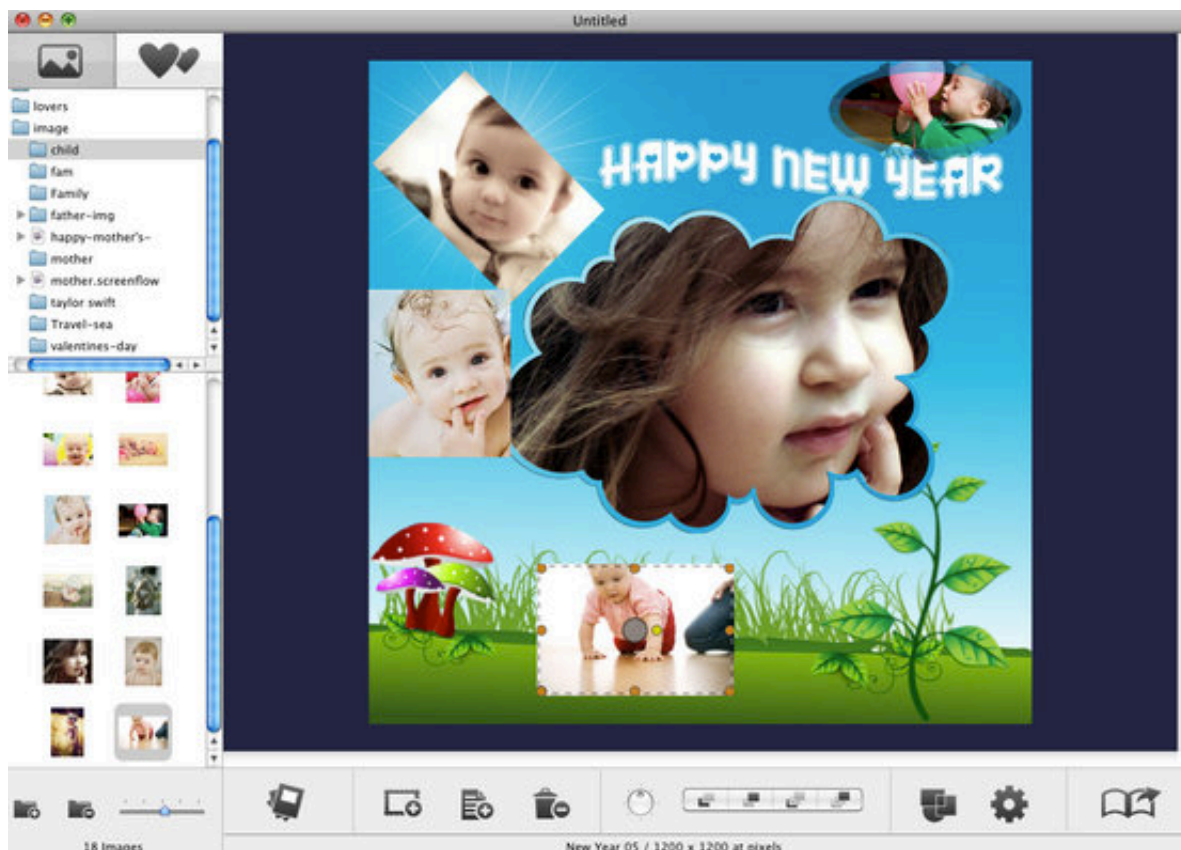 Untitled
lovers
image
child
fam
Family
father-img
happy-mother's-
mother
mother.screenflow
taylor swift
Travel-sea
valentines-day
HAPPY NEW YEAR
18 Images
New Year 05 / 1200 x 1200 at pixels